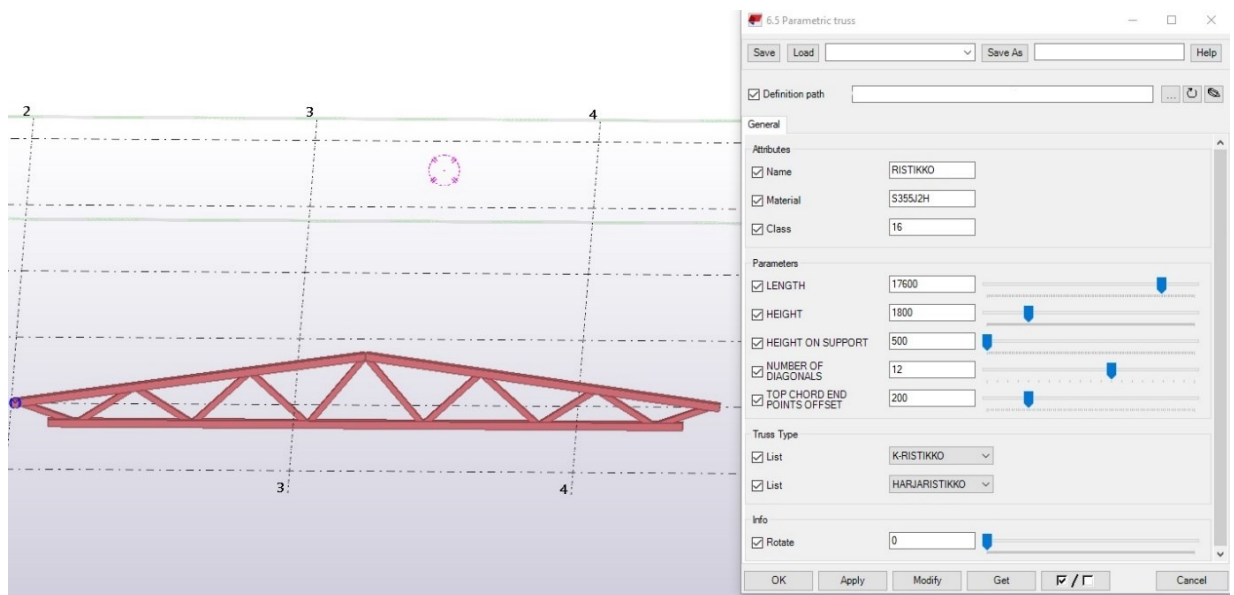 2
3
4
3
4
6.5 Parametric truss
Save Load Save As Help
Definition path ...
General
Attributes
Name RISTIKKO
Material S355J2H
Class 16
Parameters
LENGTH 17600
HEIGHT 1800
HEIGHT ON SUPPORT 500
NUMBER OF
DIAGONALS 12
TOP CHORD END
POINTS OFFSET 200
Truss Type
List K-RISTIKKO
List HARJARISTIKKO
Info
Rotate 0
OK Apply Modify Get / Cancel